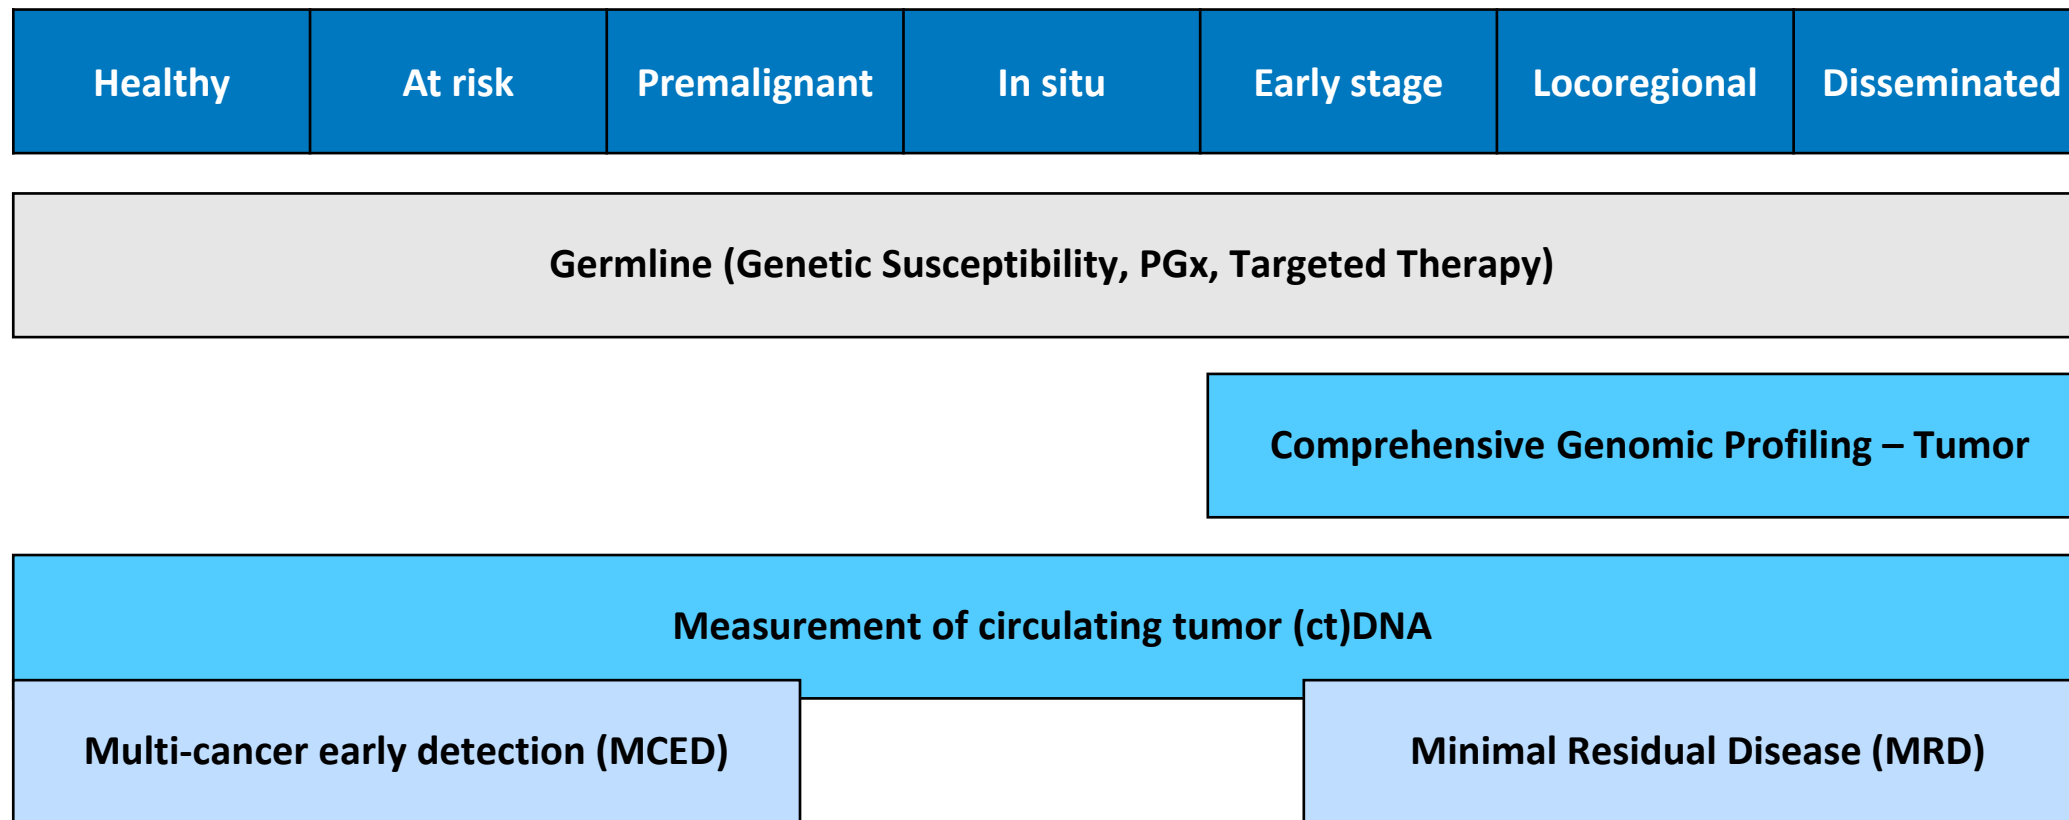 Healthy
At risk
Premalignant
In situ
Early stage
Locoregional
Disseminated
Germline (Genetic Susceptibility, PGx, Targeted Therapy)
Comprehensive Genomic Profiling – Tumor
Measurement of circulating tumor (ct)DNA
Multi-cancer early detection (MCED)
Minimal Residual Disease (MRD)